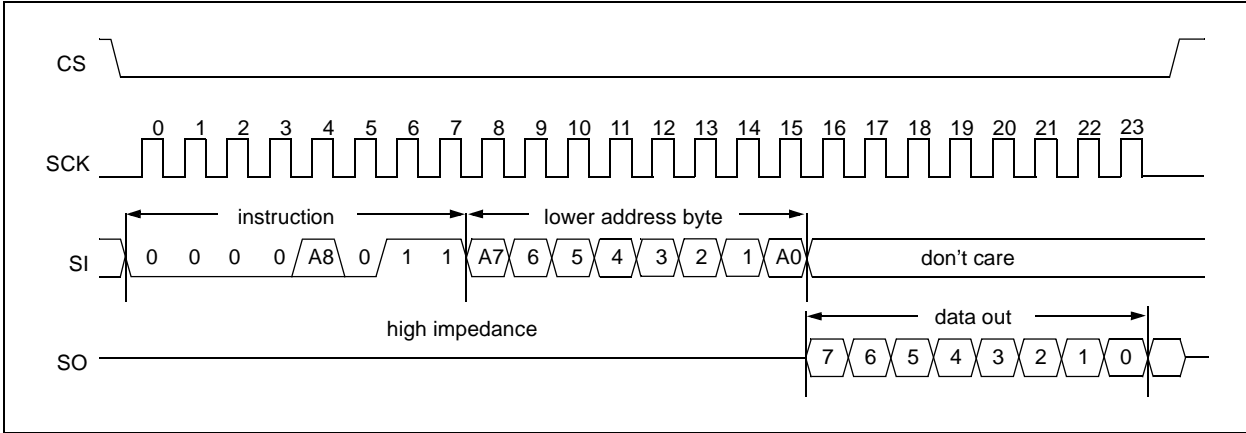 CS
0 1 2 3 4 5 6 7 8 9 10 11 12 13 14 15 16 17 18 19 20 21 22 23
SCK
instruction lower address byte
SI 0 0 0 0 A8 0 1 1 A7 6 5 4 3 2 1 A0 don't care
high impedance data out
SO 7 6 5 4 3 2 1 0